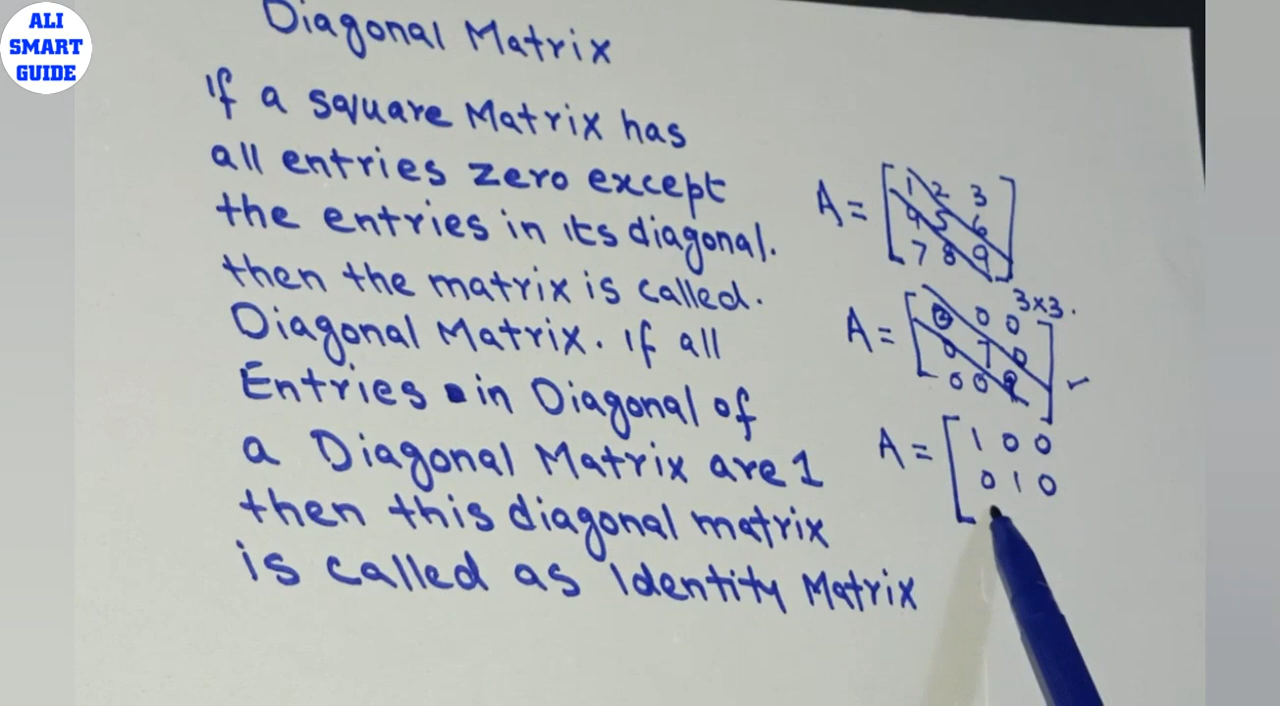 ALI
SMART
GUIDE
Diagonal Matrix
If a square Matrix has
all entries zero except
the entries in its diagonal.
then the matrix is called.
Diagonal Matrix. If all
Entries in Diagonal of
a Diagonal Matrix are 1
then this diagonal matrix
is called as Identity Matrix
A = [1 2 3
4 5 6
7 8 9]
3×3.
A = [ 0 0
0 7 0
0 0 9] ✓
A = [1 0 0
0 1 0